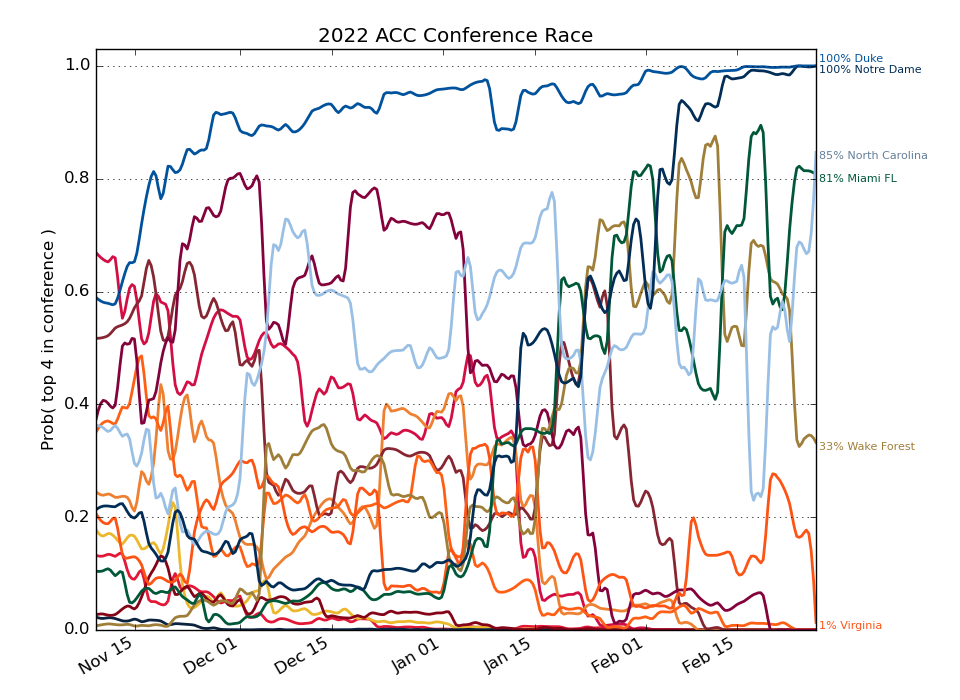 2022 ACC Conference Race
Prob( top 4 in conference )
1.0
0.8
0.6
0.4
0.2
0.0
Nov 15
Dec 01
Dec 15
Jan 01
Jan 15
Feb 01
Feb 15
100% Duke
100% Notre Dame
85% North Carolina
81% Miami FL
33% Wake Forest
1% Virginia